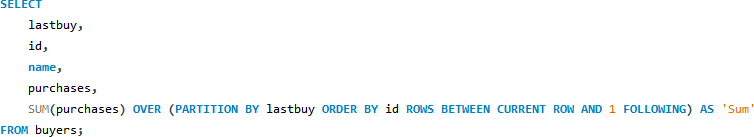 SELECT
lastbuy,
id,
name,
purchases,
SUM(purchases) OVER (PARTITION BY lastbuy ORDER BY id ROWS BETWEEN CURRENT ROW AND 1 FOLLOWING) AS 'Sum'
FROM buyers;